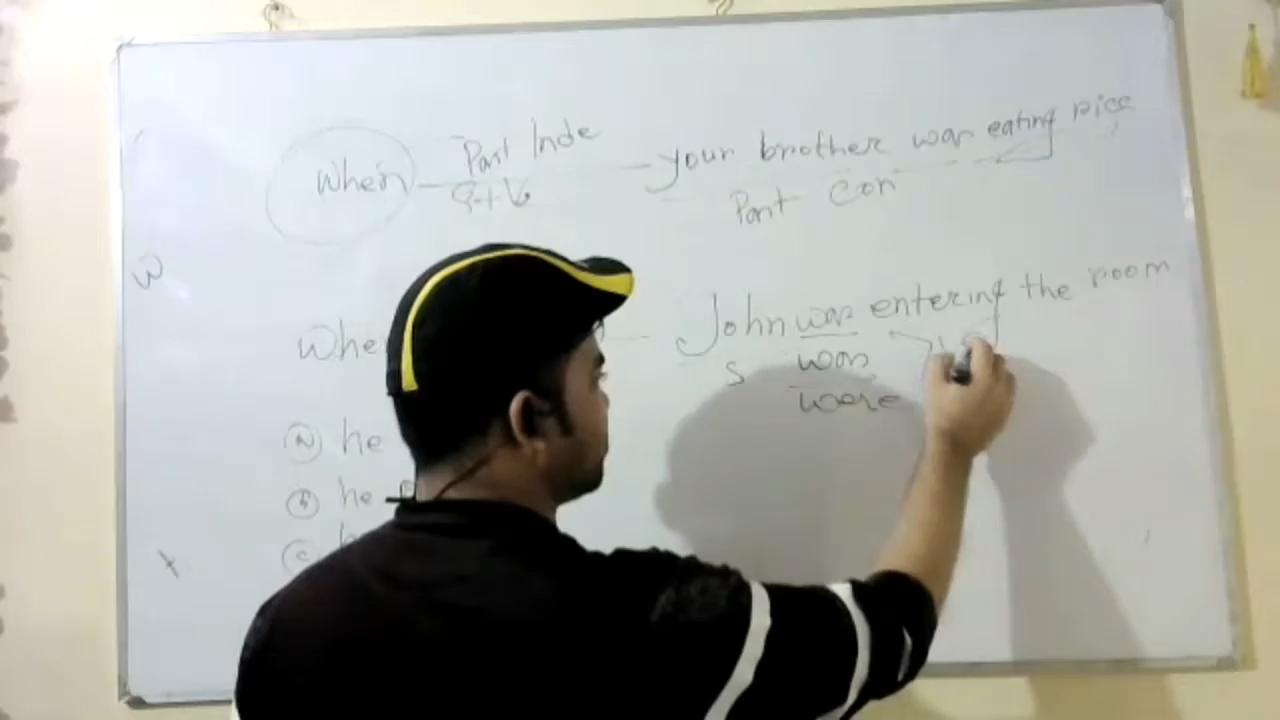 When — Past Inde — your brother was eating rice
S+V2 Past Con
W
Whe — John was entering the room
S was
were
(a) he
(b) he
(c) h